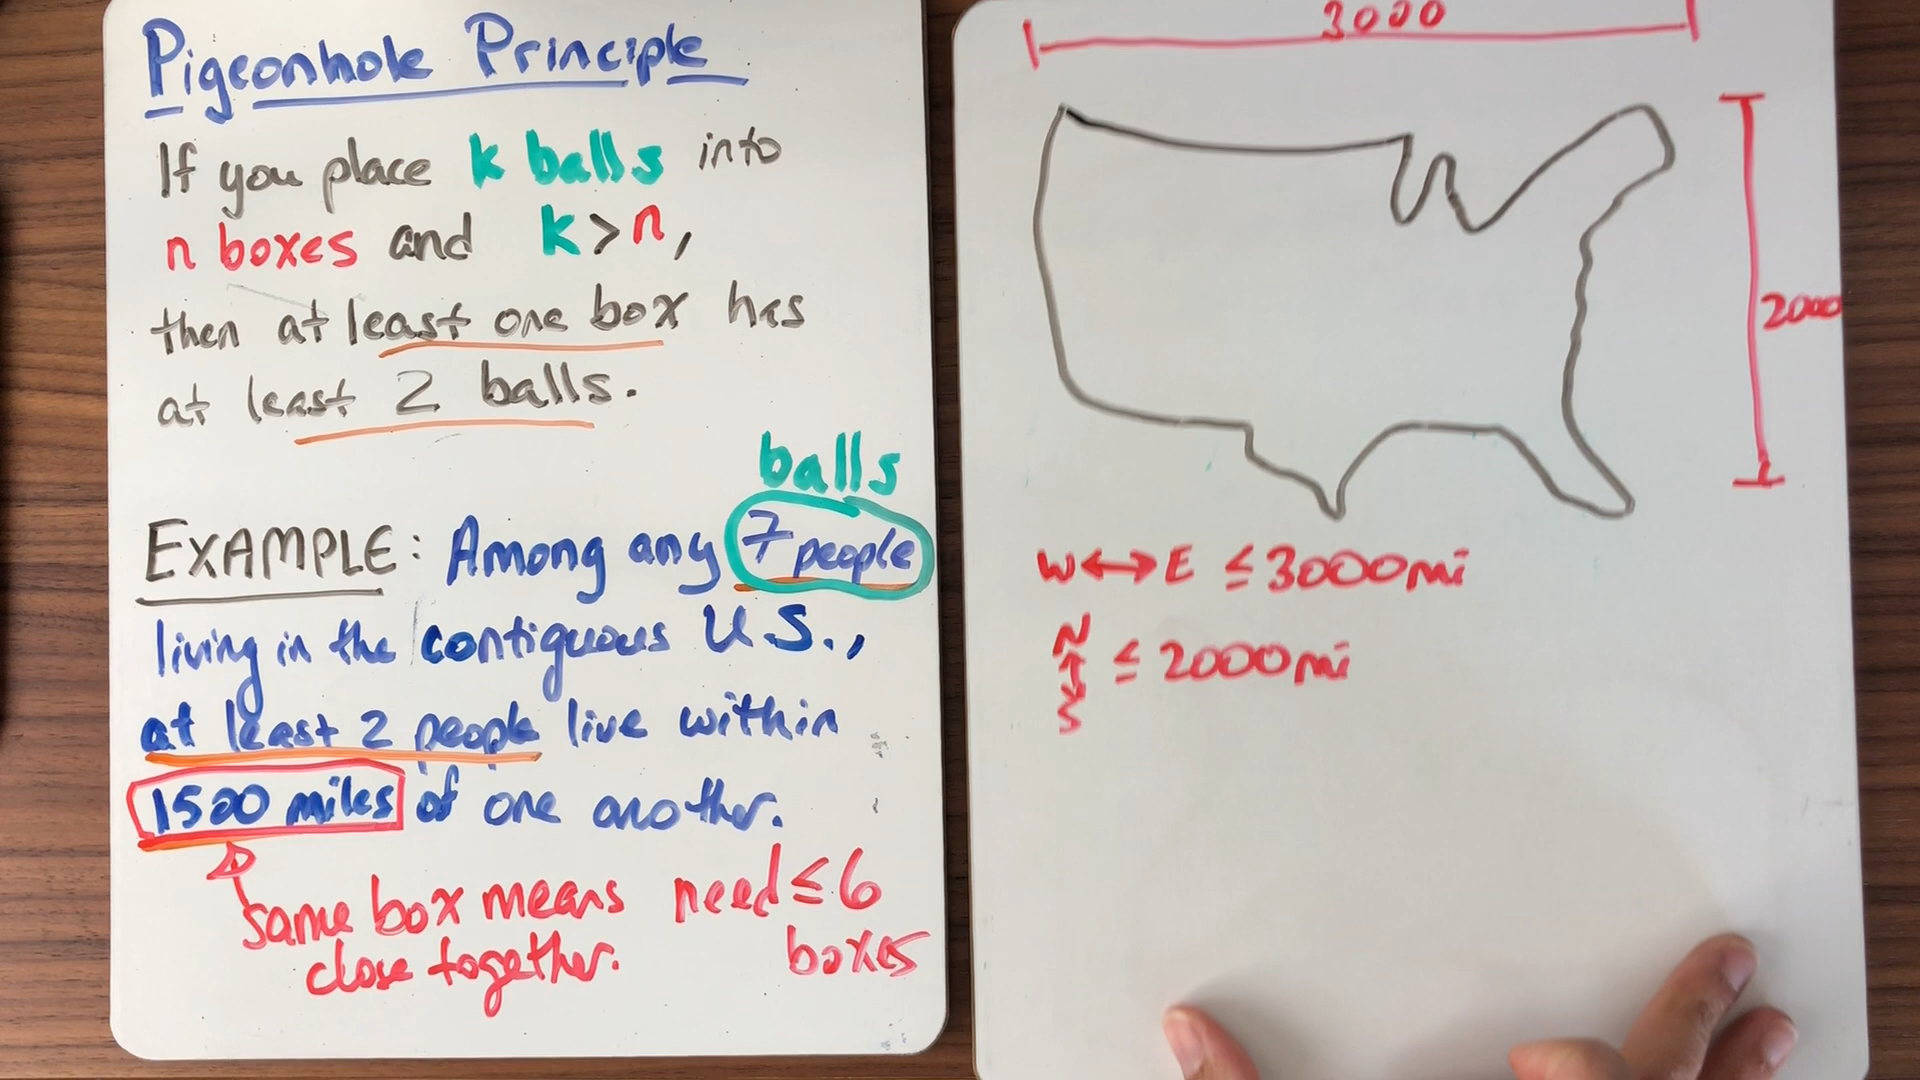 Pigeonhole Principle
If you place k balls into
n boxes and k>n,
then at least one box has
at least 2 balls.
balls
EXAMPLE: Among any 7 people
living in the contiguous U.S.,
at least 2 people live within
1500 miles of one another.
same box means
close together.
need ≤ 6
boxes
3000
2000
W↔E ≤ 3000mi
N↔S ≤ 2000mi